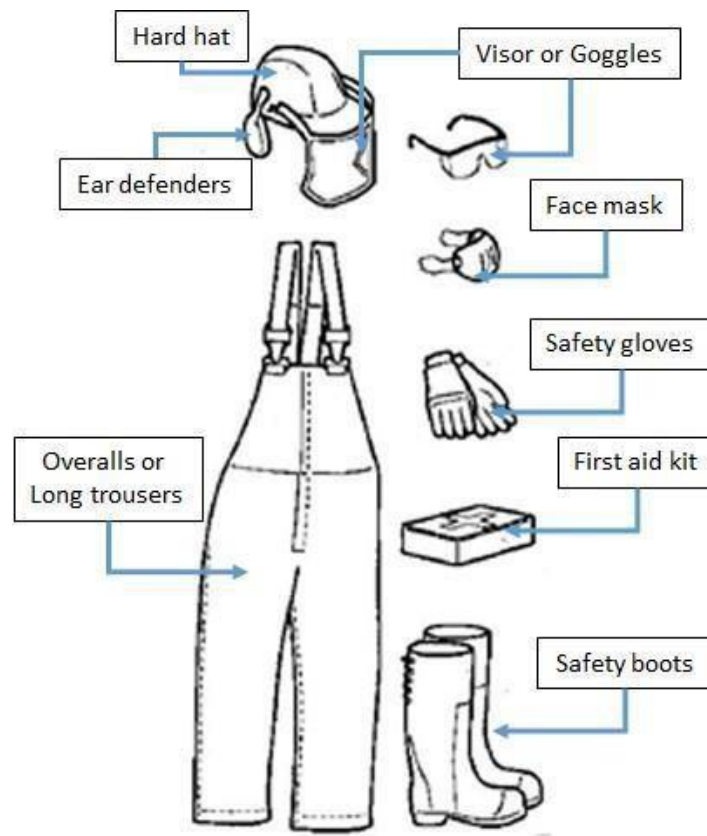 Hard hat
Visor or Goggles
Ear defenders
Face mask
Safety gloves
Overalls or
Long trousers
First aid kit
Safety boots